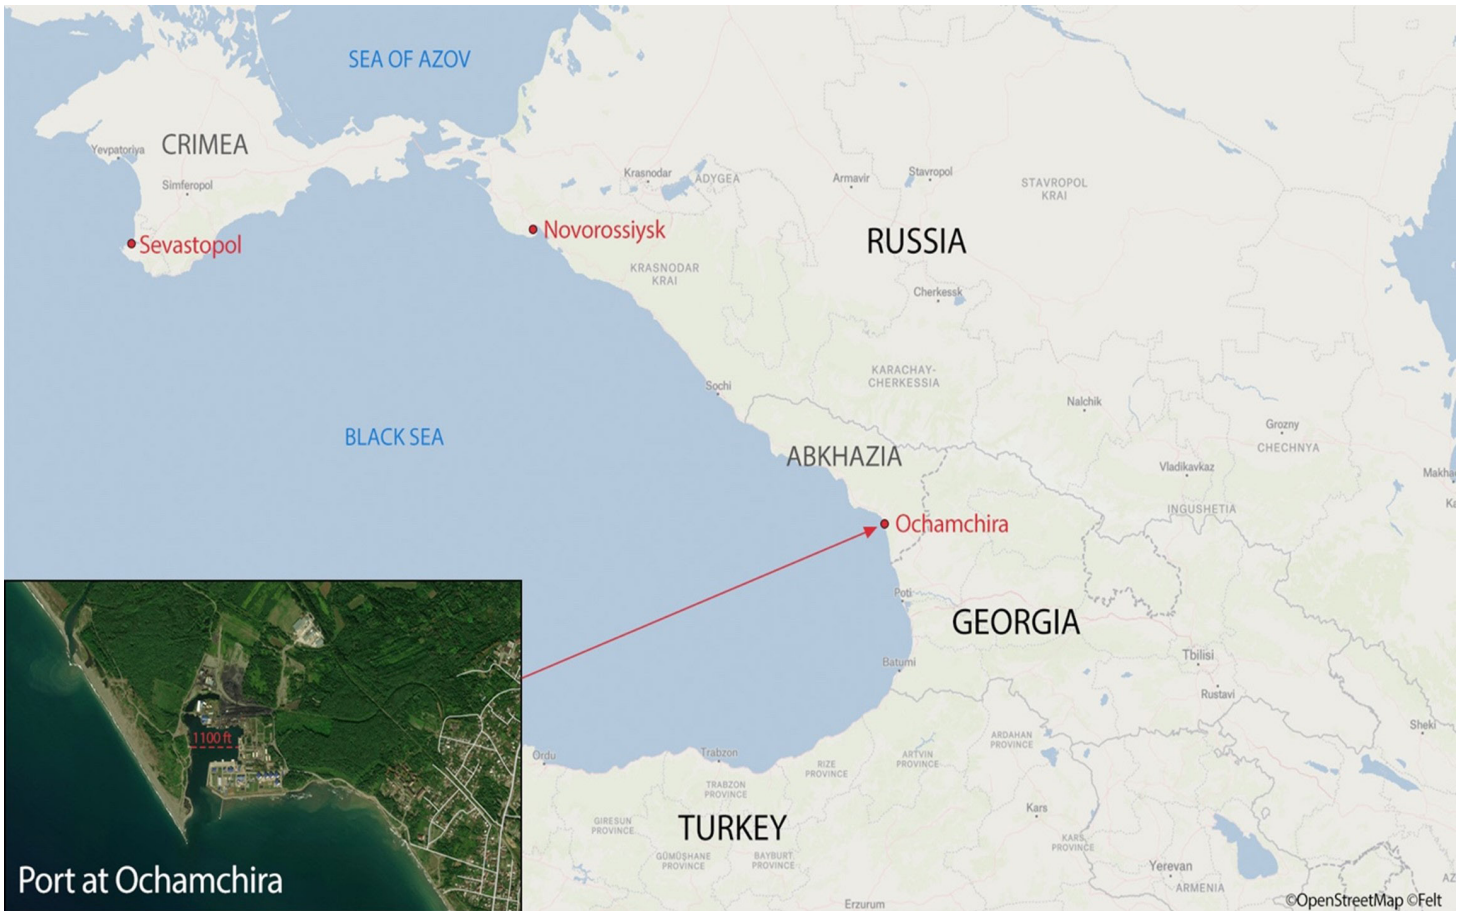 SEA OF AZOV
CRIMEA
Yevpatoriya
Simferopol
Sevastopol
Krasnodar
ADYGEA
Armavir
Stavropol
STAVROPOL
KRAI
Novorossiysk
RUSSIA
KRASNODAR
KRAI
Cherkessk
KARACHAY-
CHERKESSIA
Sochi
Nalchik
Grozny
CHECHNYA
BLACK SEA
ABKHAZIA
Vladikavkaz
Makha
INGUSHETIA
Ochamchira
Poti
GEORGIA
Batumi
Tbilisi
Rustavi
Sheki
1100 ft
Ordu
Trabzon
RIZE
PROVINCE
ARTVIN
PROVINCE
ARDAHAN
PROVINCE
TRABZON
PROVINCE
GIRESUN
PROVINCE
TURKEY
Kars
KARS
PROVINCE
GÜMÜŞHANE
PROVINCE
BAYBURT
PROVINCE
Yerevan
ARMENIA
AZ
Port at Ochamchira
Erzurum
©OpenStreetMap ©Felt